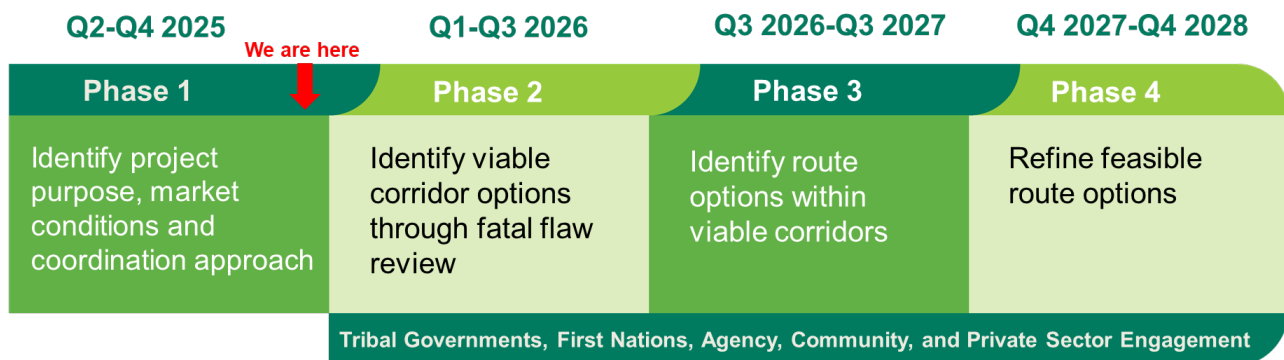 Q2-Q4 2025
Q1-Q3 2026
Q3 2026-Q3 2027
Q4 2027-Q4 2028
We are here
Phase 1
Phase 2
Phase 3
Phase 4
Identify project
purpose, market
conditions and
coordination approach
Identify viable
corridor options
through fatal flaw
review
Identify route
options within
viable corridors
Refine feasible
route options
Tribal Governments, First Nations, Agency, Community, and Private Sector Engagement